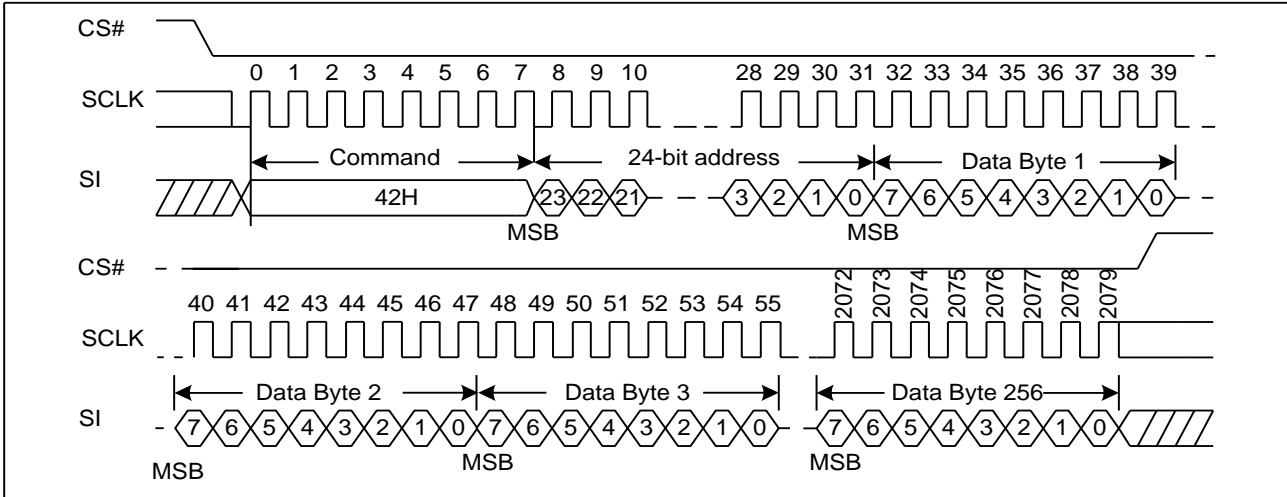 CS#
0 1 2 3 4 5 6 7 8 9 10 28 29 30 31 32 33 34 35 36 37 38 39
SCLK
Command 24-bit address Data Byte 1
SI
42H 23 22 21 3 2 1 0 7 6 5 4 3 2 1 0
MSB MSB
CS#
40 41 42 43 44 45 46 47 48 49 50 51 52 53 54 55 2072 2073 2074 2075 2076 2077 2078 2079
SCLK
Data Byte 2 Data Byte 3 Data Byte 256
SI
7 6 5 4 3 2 1 0 7 6 5 4 3 2 1 0 7 6 5 4 3 2 1 0
MSB MSB MSB